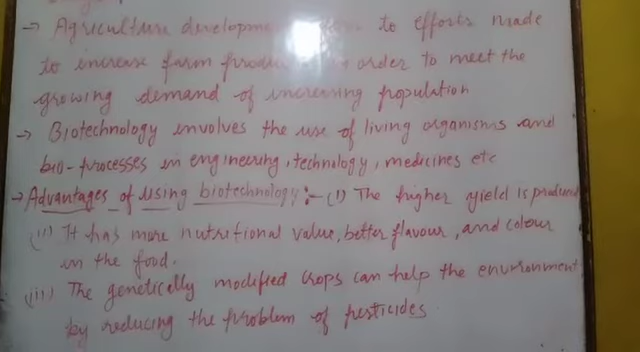 → Agriculture developme to efforts made
to increase farm produ order to meet the
growing demand of increasing population
→ Biotechnology involves the use of living organisms and
bio-processes in engineering, technology, medicines etc
→ Advantages of using biotechnology:- (i) The higher yield is produced
(ii) It has more nutritional value, better flavour, and colour
in the food.
(iii) The genetically modified crops can help the environment
by reducing the problem of pesticides.